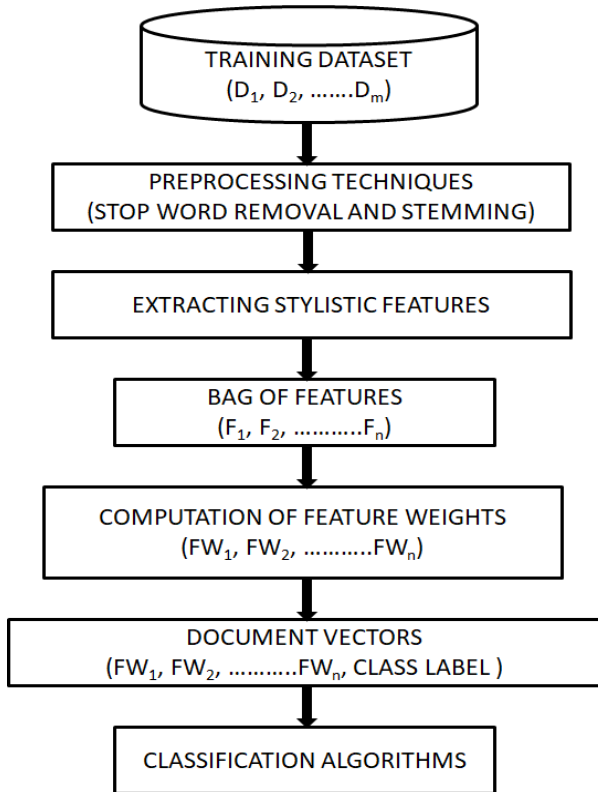 TRAINING DATASET
(D₁, D₂, …….Dₘ)
PREPROCESSING TECHNIQUES
(STOP WORD REMOVAL AND STEMMING)
EXTRACTING STYLISTIC FEATURES
BAG OF FEATURES
(F₁, F₂, ………..Fₙ)
COMPUTATION OF FEATURE WEIGHTS
(FW₁, FW₂, ………..FWₙ)
DOCUMENT VECTORS
(FW₁, FW₂, ………..FWₙ, CLASS LABEL )
CLASSIFICATION ALGORITHMS